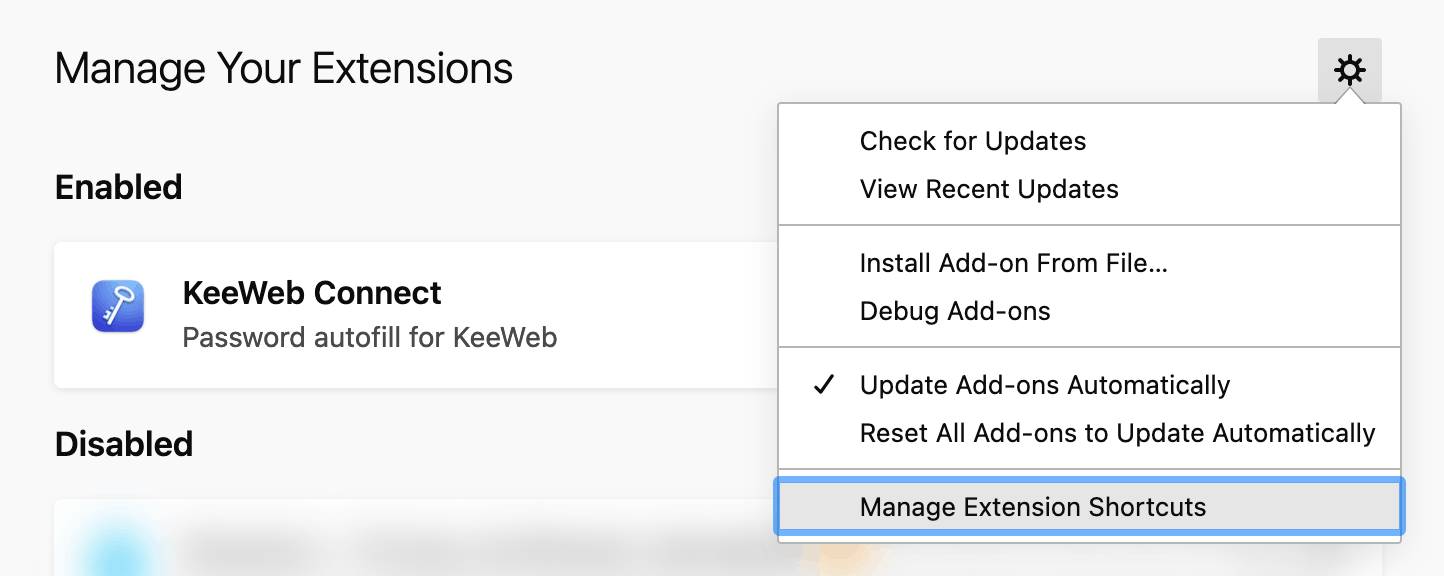 Manage Your Extensions
Check for Updates
View Recent Updates
Enabled
Install Add-on From File...
Debug Add-ons
KeeWeb Connect
Password autofill for KeeWeb
Update Add-ons Automatically
Reset All Add-ons to Update Automatically
Disabled
Manage Extension Shortcuts